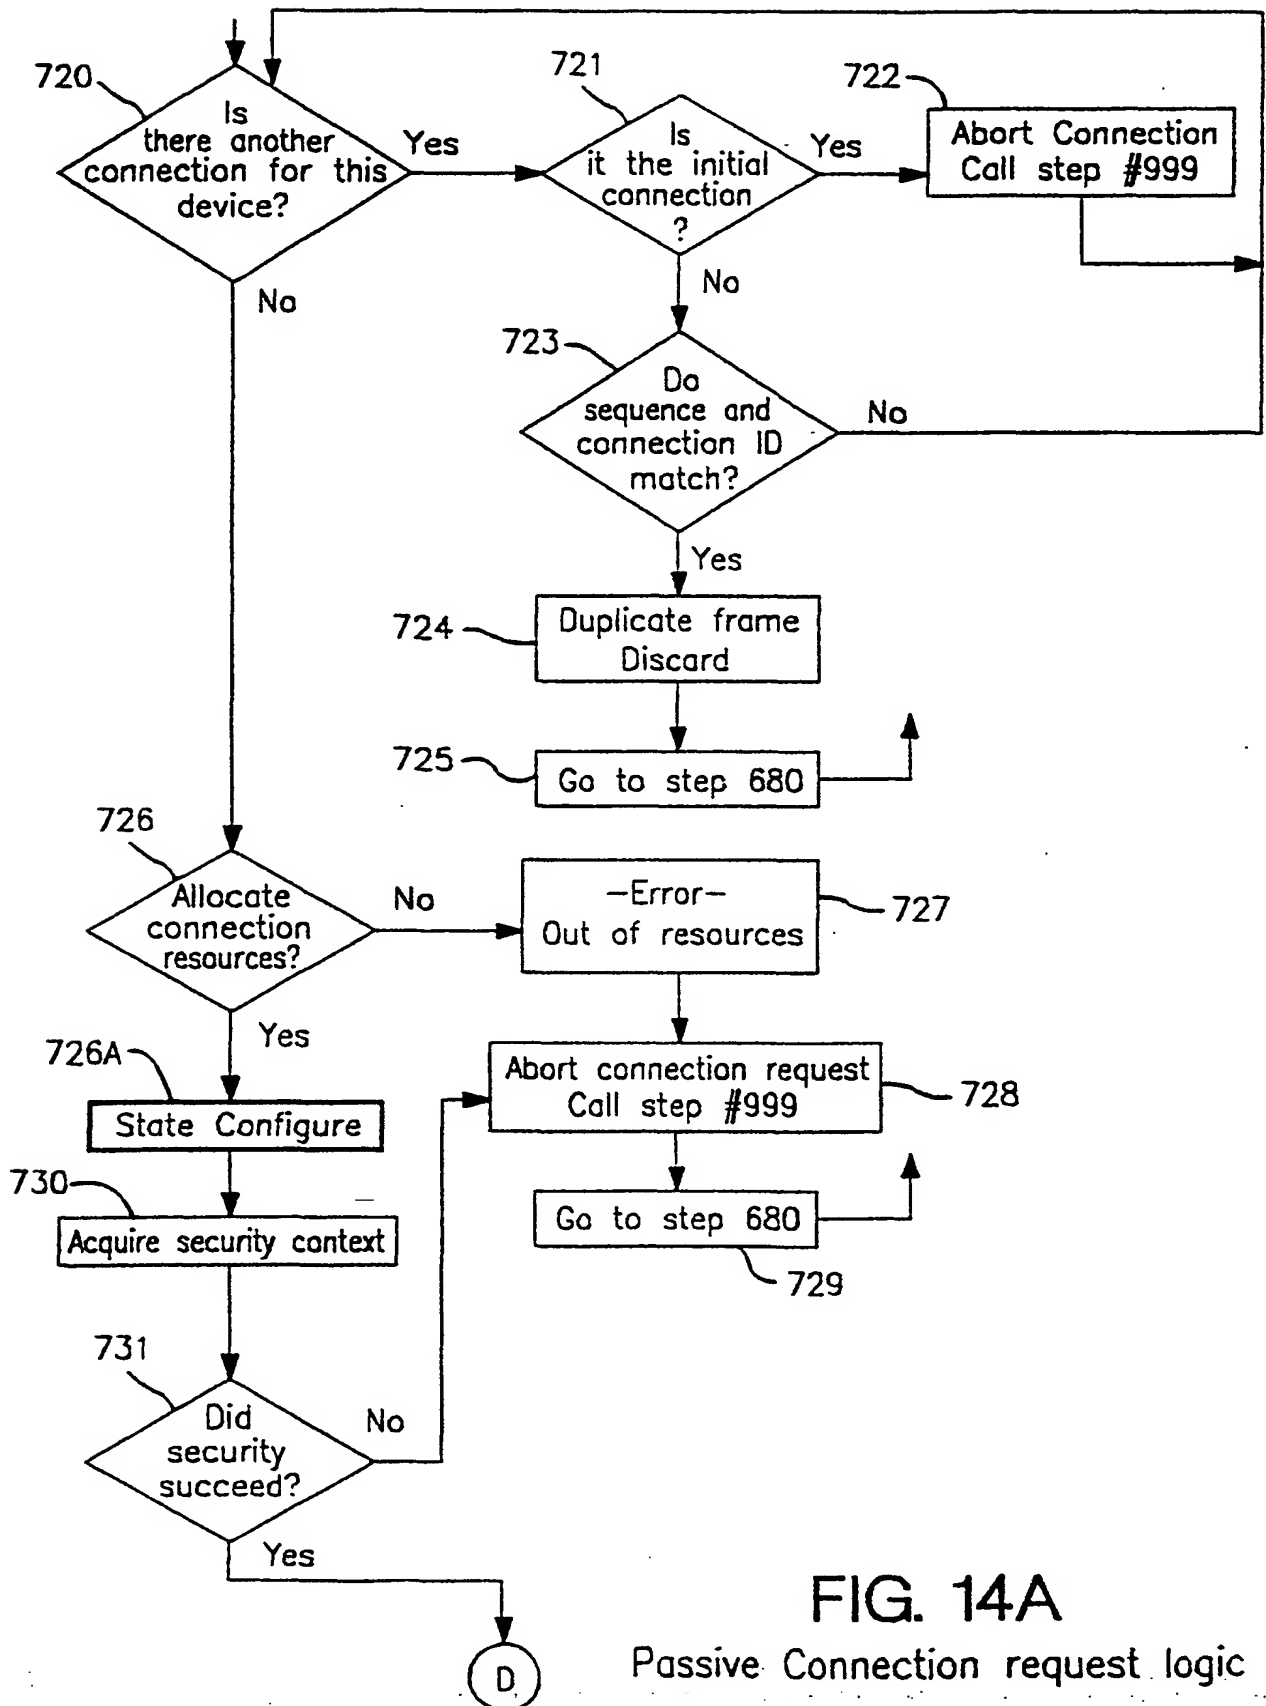 720
Is
there another
connection for this
device?
Yes
No
721
Is
it the initial
connection
?
Yes
No
722
Abort Connection
Call step #999
723
Do
sequence and
connection ID
match?
No
Yes
724
Duplicate frame
Discard
725
Go to step 680
726
Allocate
connection
resources?
No
Yes
-Error-
Out of resources
727
726A
State Configure
Abort connection request
Call step #999
728
730
Acquire security context
Go to step 680
729
731
Did
security
succeed?
No
Yes
D
FIG. 14A
Passive Connection request logic